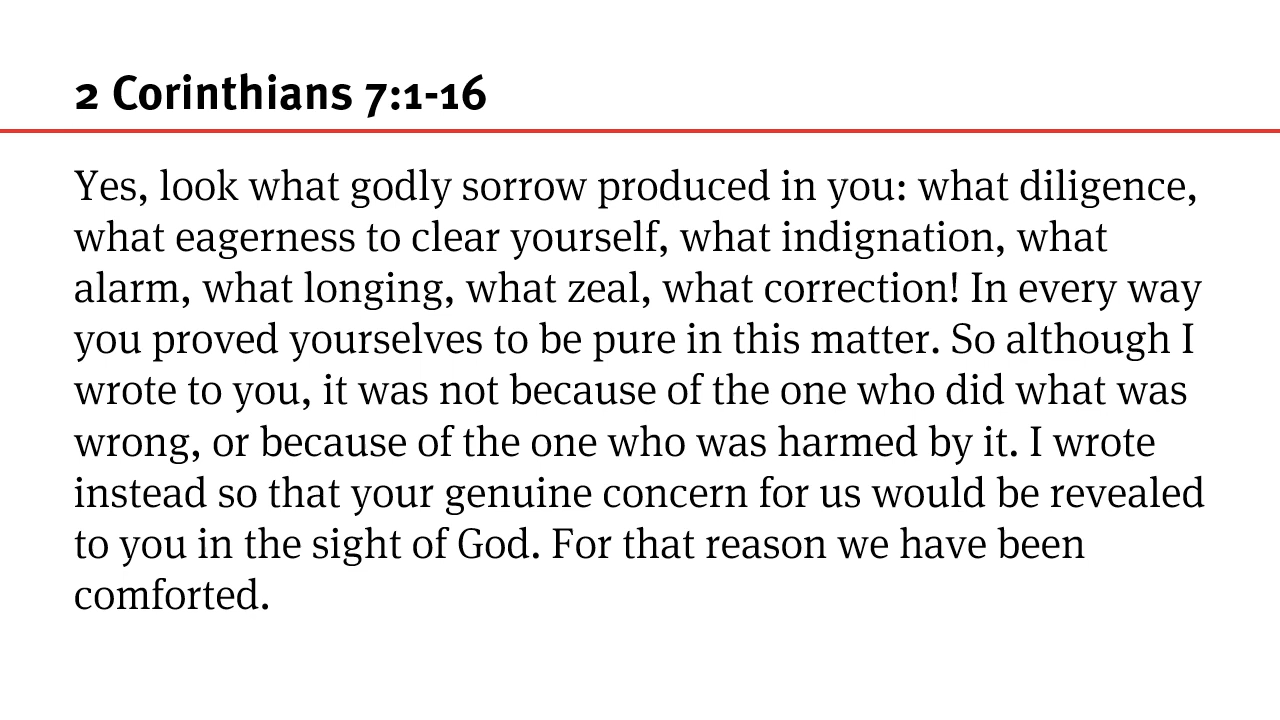 2 Corinthians 7:1-16
Yes, look what godly sorrow produced in you: what diligence,
what eagerness to clear yourself, what indignation, what
alarm, what longing, what zeal, what correction! In every way
you proved yourselves to be pure in this matter. So although I
wrote to you, it was not because of the one who did what was
wrong, or because of the one who was harmed by it. I wrote
instead so that your genuine concern for us would be revealed
to you in the sight of God. For that reason we have been
comforted.